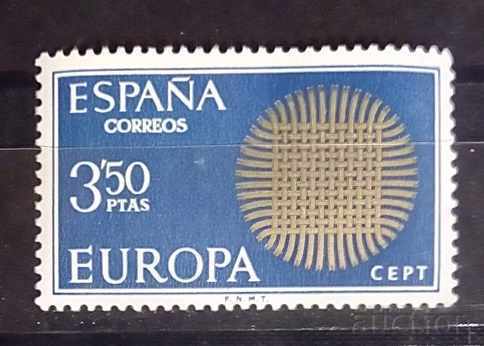 ESPAÑA
CORREOS
3'50
PTAS
EUROPA
CEPT
F.N.M.T.